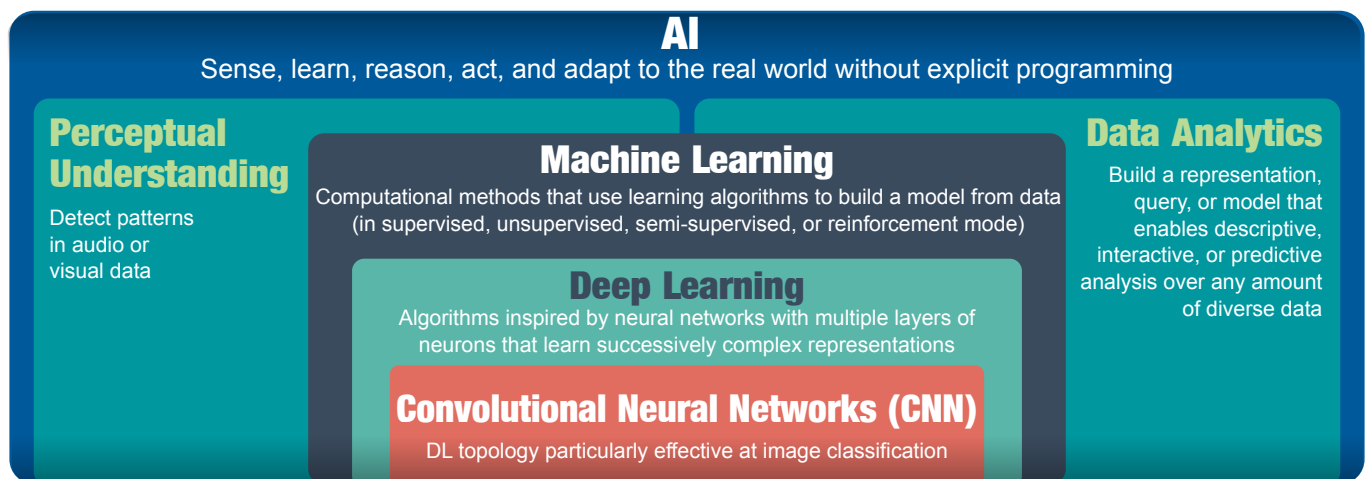 AI
Sense, learn, reason, act, and adapt to the real world without explicit programming
Perceptual
Understanding
Detect patterns
in audio or
visual data
Machine Learning
Computational methods that use learning algorithms to build a model from data
(in supervised, unsupervised, semi-supervised, or reinforcement mode)
Deep Learning
Algorithms inspired by neural networks with multiple layers of
neurons that learn successively complex representations
Convolutional Neural Networks (CNN)
DL topology particularly effective at image classification
Data Analytics
Build a representation,
query, or model that
enables descriptive,
interactive, or predictive
analysis over any amount
of diverse data